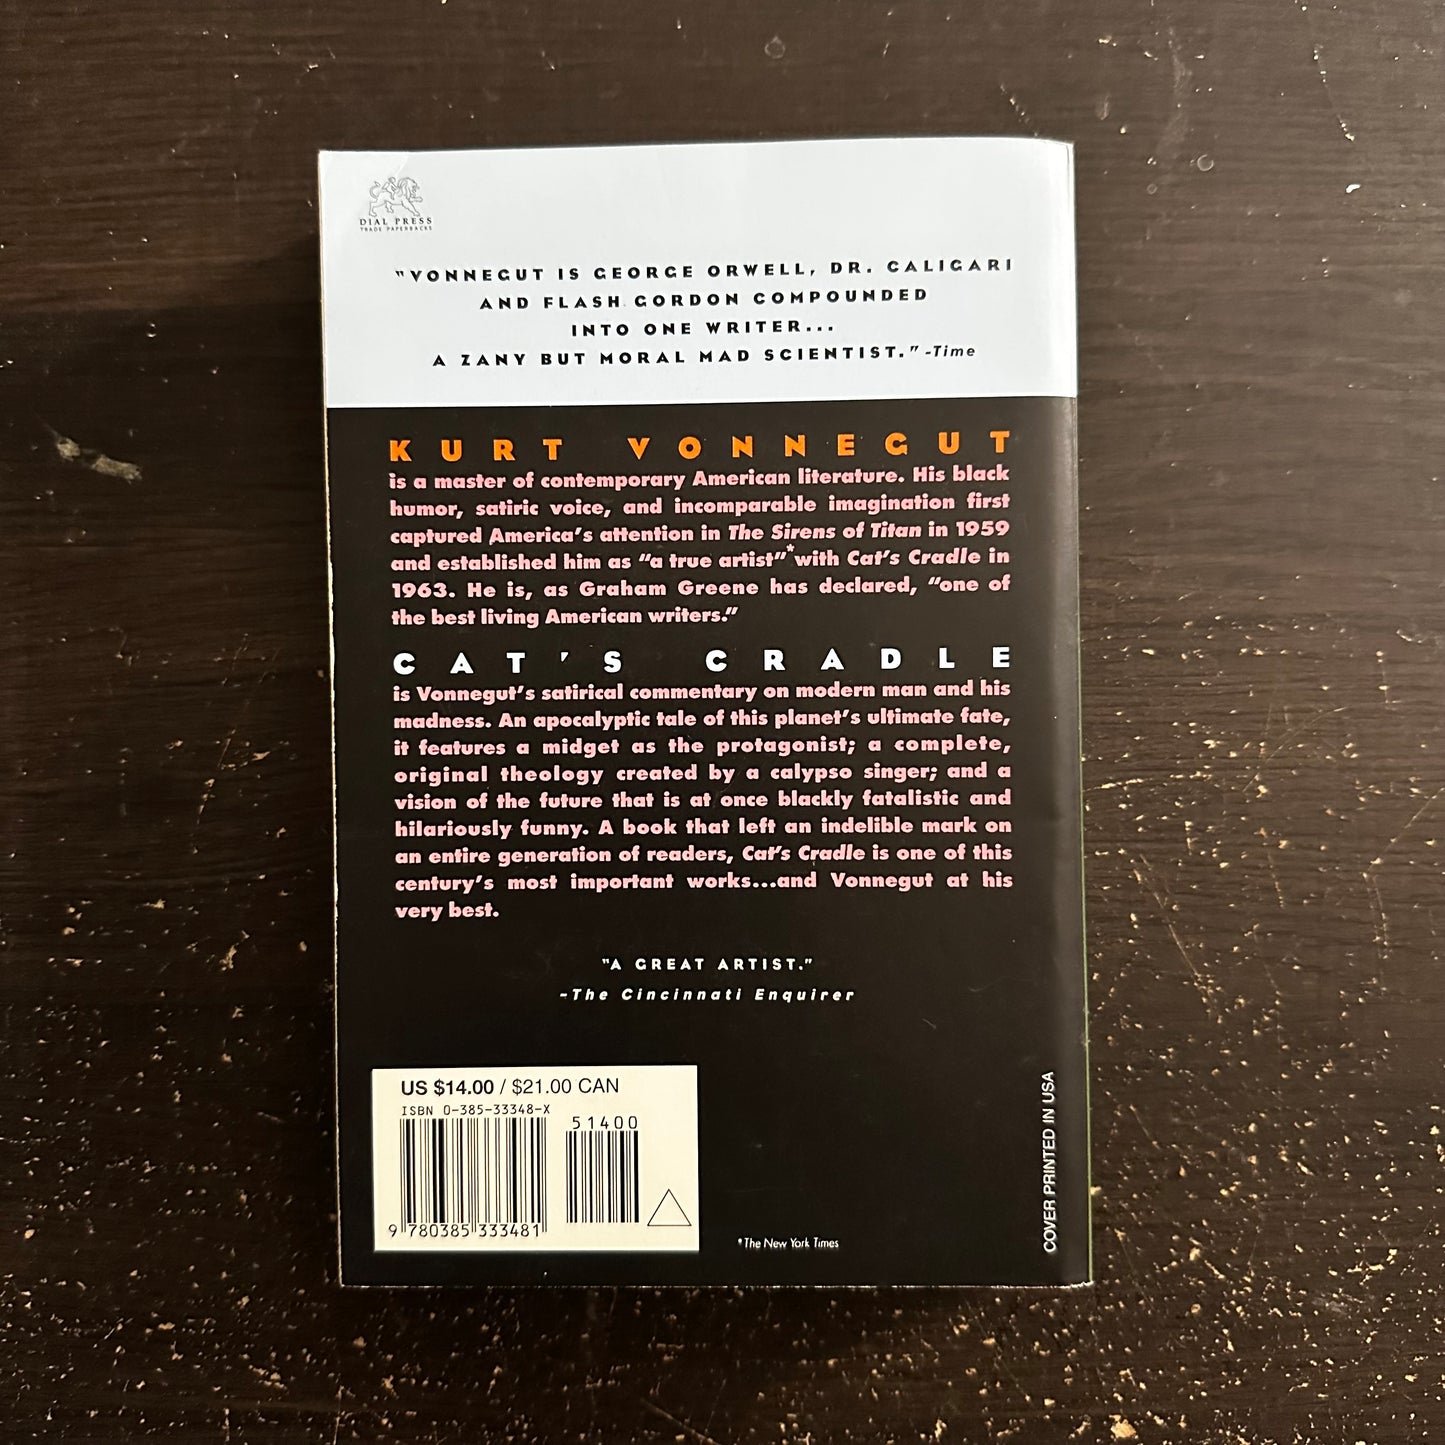 DIAL PRESS
TRADE PAPERBACKS
"VONNEGUT IS GEORGE ORWELL, DR. CALIGARI
AND FLASH GORDON COMPOUNDED
INTO ONE WRITER...
A ZANY BUT MORAL MAD SCIENTIST." -Time
KURT VONNEGUT
is a master of contemporary American literature. His black
humor, satiric voice, and incomparable imagination first
captured America's attention in The Sirens of Titan in 1959
and established him as "a true artist"* with Cat's Cradle in
1963. He is, as Graham Greene has declared, "one of
the best living American writers."
CAT'S CRADLE
is Vonnegut's satirical commentary on modern man and his
madness. An apocalyptic tale of this planet's ultimate fate,
it features a midget as the protagonist; a complete,
original theology created by a calypso singer; and a
vision of the future that is at once blackly fatalistic and
hilariously funny. A book that left an indelible mark on
an entire generation of readers, Cat's Cradle is one of this
century's most important works...and Vonnegut at his
very best.
"A GREAT ARTIST."
-The Cincinnati Enquirer
US $14.00 / $21.00 CAN
ISBN 0-385-33348-X
51400
9 780385 333481
*The New York Times
COVER PRINTED IN USA